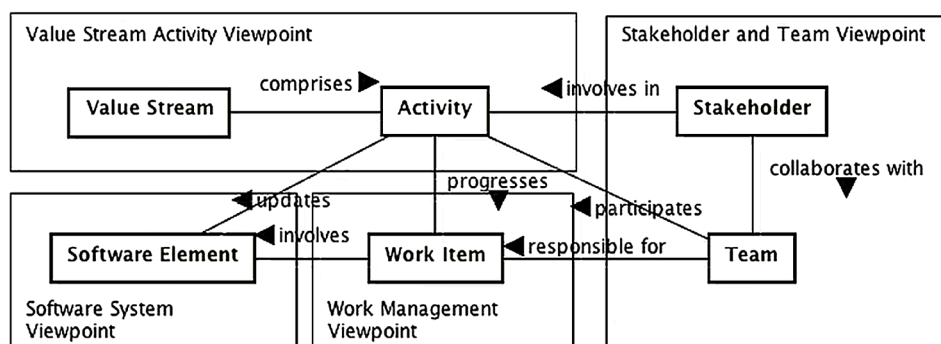 Value Stream Activity Viewpoint
Stakeholder and Team Viewpoint
comprises
involves in
Value Stream
Activity
Stakeholder
collaborates with
progresses
updates
participates
involves
responsible for
Software Element
Work Item
Team
Software System
Viewpoint
Work Management
Viewpoint